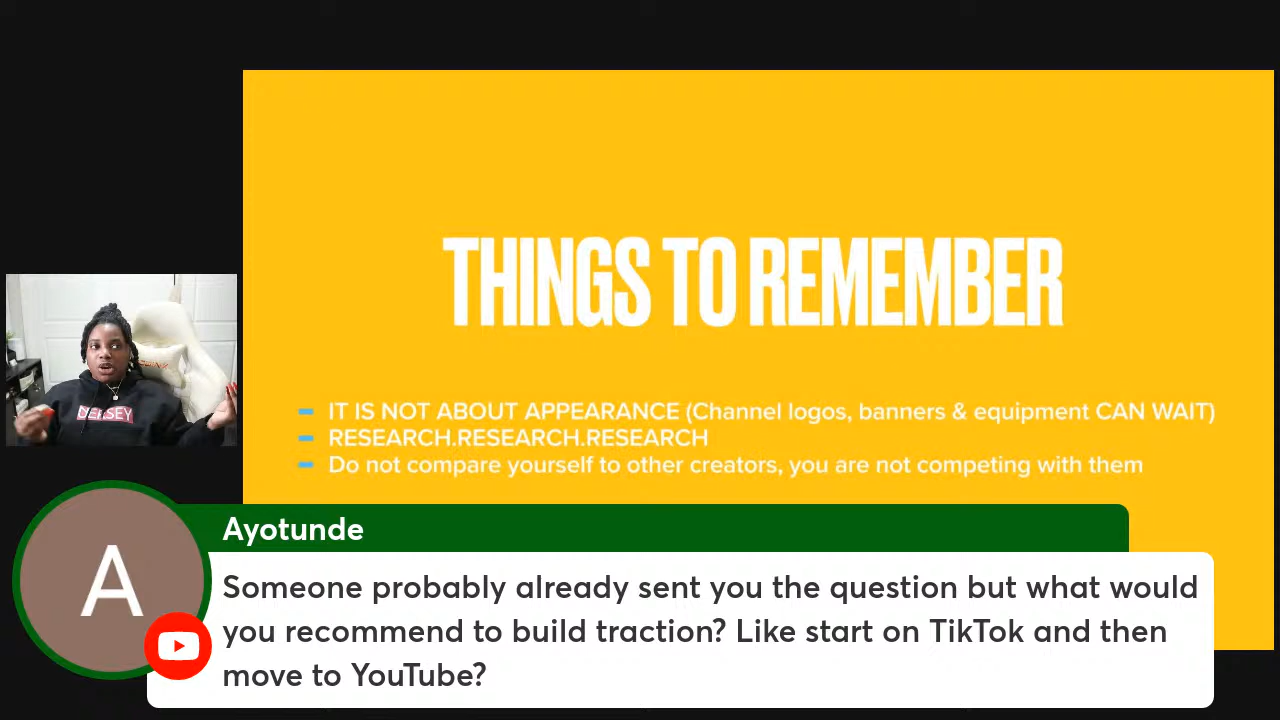 THINGS TO REMEMBER
IT IS NOT ABOUT APPEARANCE (Channel logos, banners & equipment CAN WAIT)
RESEARCH.RESEARCH.RESEARCH
Do not compare yourself to other creators, you are not competing with them
A
Ayotunde
Someone probably already sent you the question but what would
you recommend to build traction? Like start on TikTok and then
move to YouTube?